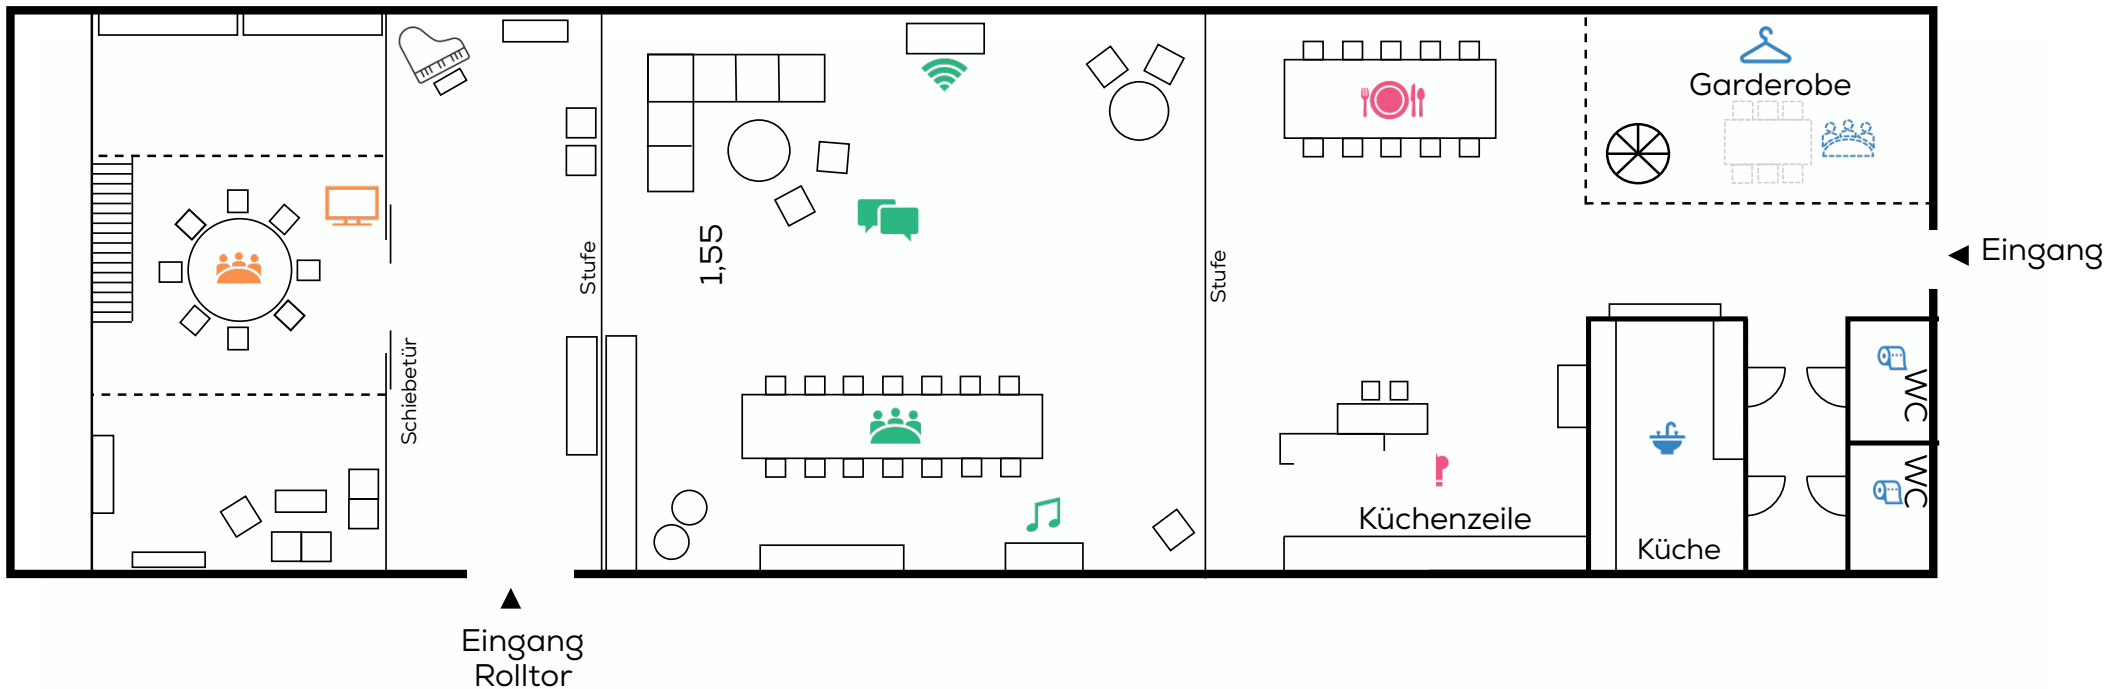 Garderobe
Eingang
Stufe
1,55
Stufe
Schiebetür
WC
WC
Küchenzeile
Küche
Eingang
Rolltor